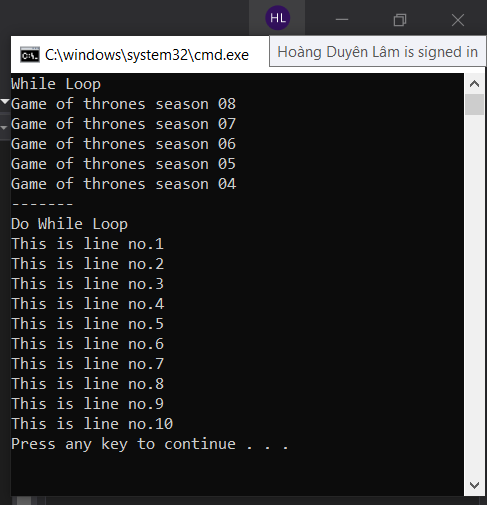 HL
C:\windows\system32\cmd.exe
Hoàng Duyên Lâm is signed in
While Loop
Game of thrones season 08
Game of thrones season 07
Game of thrones season 06
Game of thrones season 05
Game of thrones season 04
-------
Do While Loop
This is line no.1
This is line no.2
This is line no.3
This is line no.4
This is line no.5
This is line no.6
This is line no.7
This is line no.8
This is line no.9
This is line no.10
Press any key to continue . . .